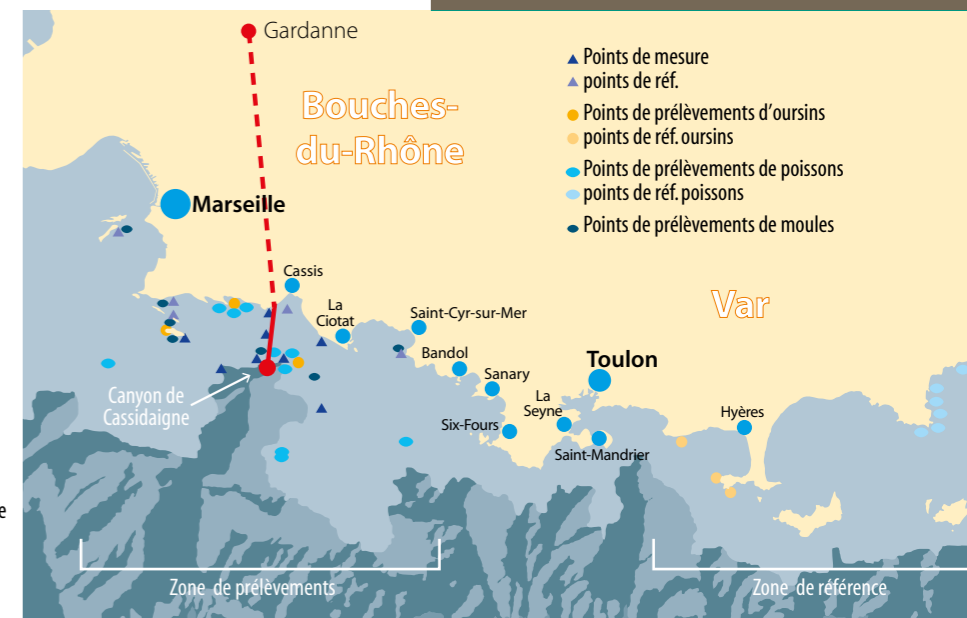 Gardanne
Bouches-
du-Rhône
Points de mesure
points de réf.
Points de prélèvements d'oursins
points de réf. oursins
Points de prélèvements de poissons
points de réf. poissons
Points de prélèvements de moules
Marseille
Cassis
La
Ciotat
Saint-Cyr-sur-Mer
Var
Bandol
Toulon
Sanary
La
Seyne
Canyon de
Cassidaigne
Six-Fours
Hyères
Saint-Mandrier
e
Zone de prélèvements
Zone de référence